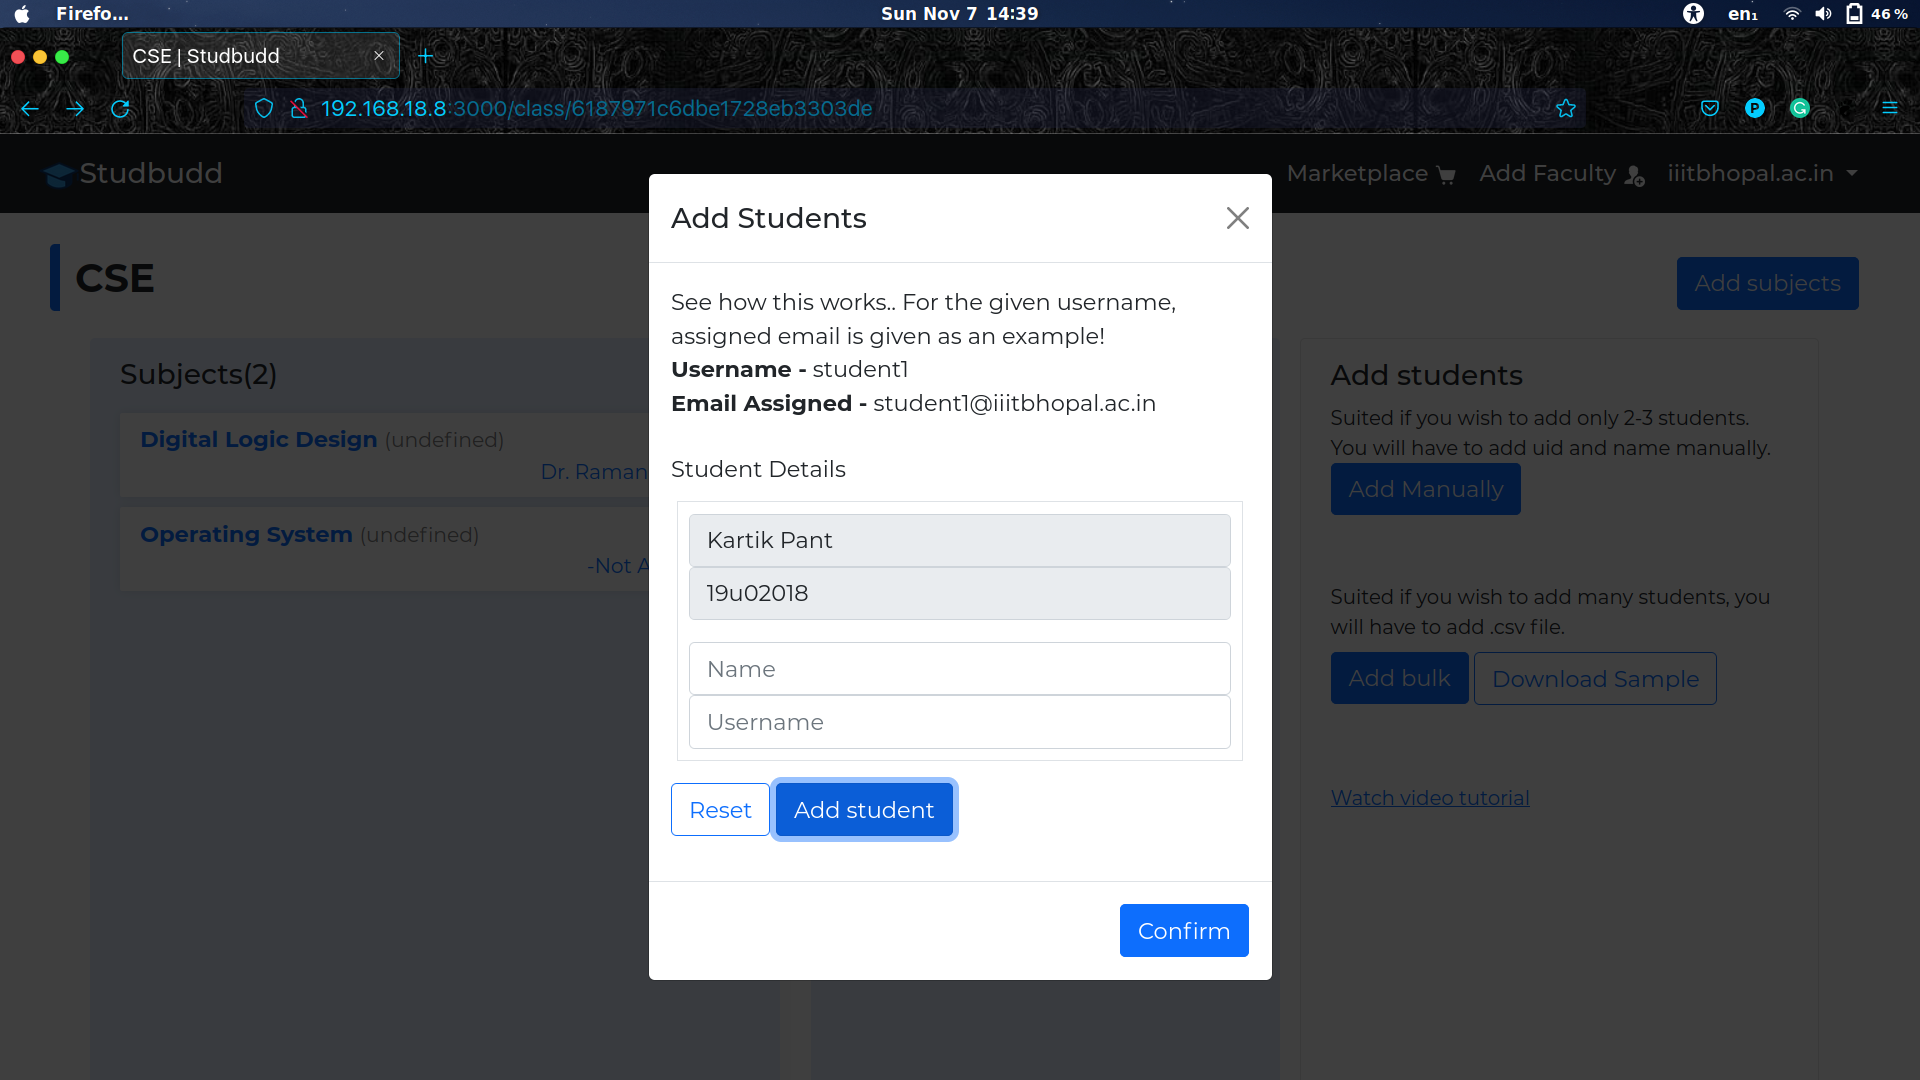 Firefo...
Sun Nov 7 14:39
en₁
46 %
CSE | Studbudd
192.168.18.8:3000/class/6187971c6dbe1728eb3303de
Studbudd
Marketplace
Add Faculty
iiitbhopal.ac.in
CSE
Add subjects
Subjects(2)
Digital Logic Design (undefined)
Dr. Raman
Operating System (undefined)
-Not A
Add Students
See how this works.. For the given username,
assigned email is given as an example!
Username - student1
Email Assigned - student1@iiitbhopal.ac.in
Student Details
Kartik Pant
19u02018
Name
Username
Reset
Add student
Confirm
Add students
Suited if you wish to add only 2-3 students.
You will have to add uid and name manually.
Add Manually
Suited if you wish to add many students, you
will have to add .csv file.
Add bulk
Download Sample
Watch video tutorial